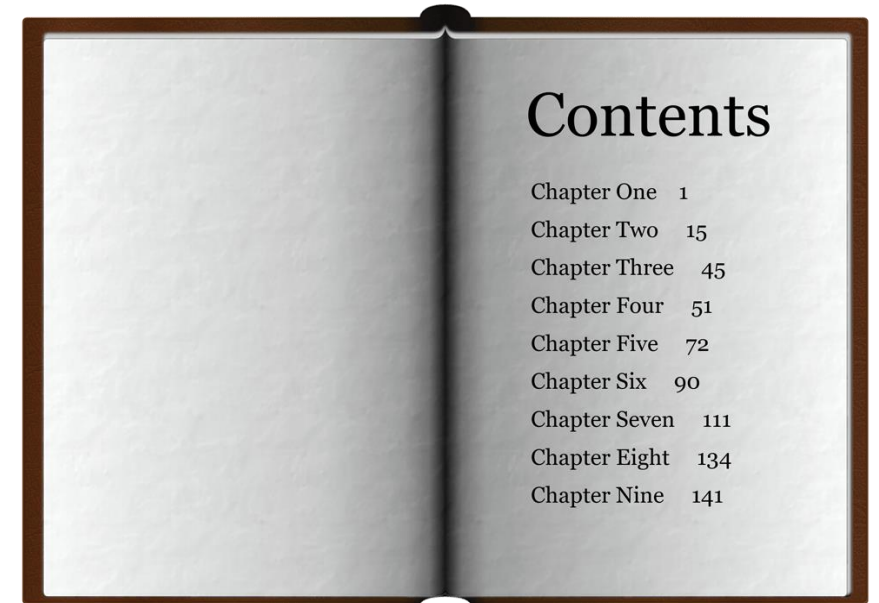 Contents
Chapter One 1
Chapter Two 15
Chapter Three 45
Chapter Four 51
Chapter Five 72
Chapter Six 90
Chapter Seven 111
Chapter Eight 134
Chapter Nine 141